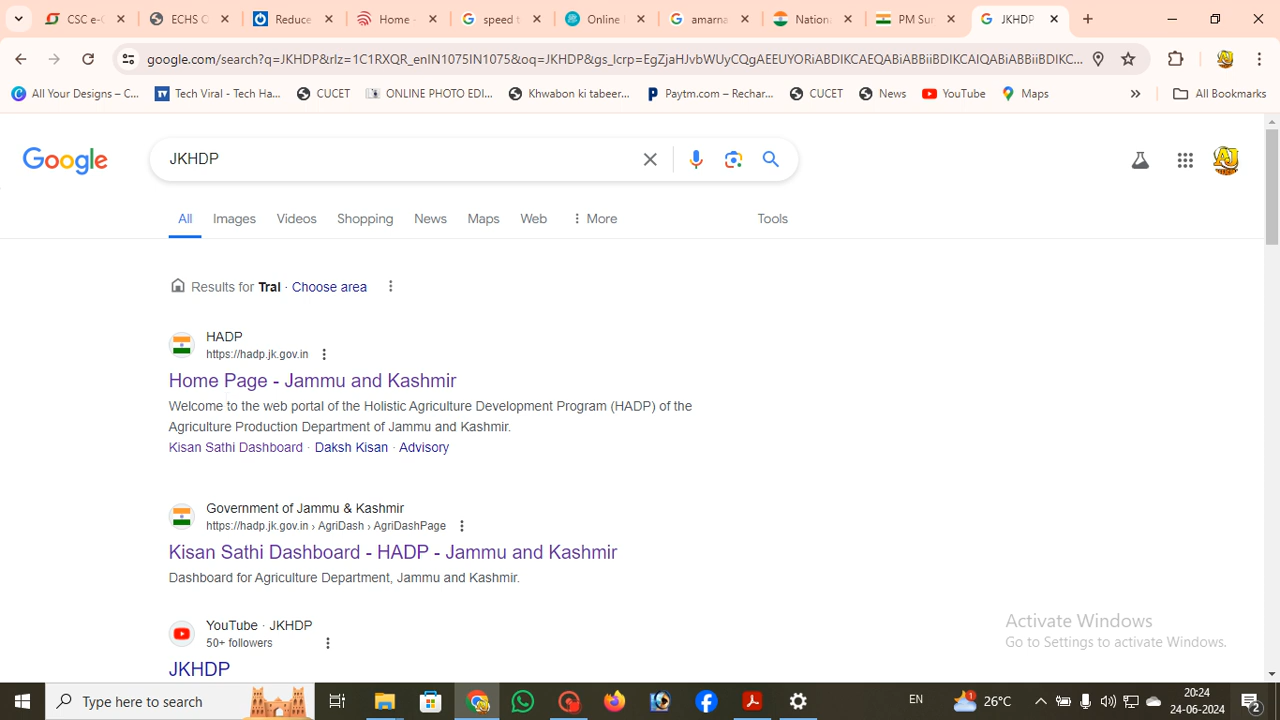 CSC e-G
ECHS C
Reduce
Home -
speed t
Online
amarna
Nation
PM Sur
JKHDP
google.com/search?q=JKHDP&rlz=1C1RXQR_enIN1075IN1075&oq=JKHDP&gs_lcrp=EgZjaHJvbWUyCQgAEEUYORiABDIKCAEQABiABBiiBDIKCAIQABiABBiiBDIKC...
All Your Designs – C...
Tech Viral - Tech Ha...
CUCET
ONLINE PHOTO EDI...
Khwabon ki tabeer...
Paytm.com – Rechar...
CUCET
News
YouTube
Maps
»
All Bookmarks
Google
JKHDP
All
Images
Videos
Shopping
News
Maps
Web
More
Tools
Results for Tral · Choose area
HADP
https://hadp.jk.gov.in
Home Page - Jammu and Kashmir
Welcome to the web portal of the Holistic Agriculture Development Program (HADP) of the
Agriculture Production Department of Jammu and Kashmir.
Kisan Sathi Dashboard · Daksh Kisan · Advisory
Government of Jammu & Kashmir
https://hadp.jk.gov.in › AgriDash › AgriDashPage
Kisan Sathi Dashboard - HADP - Jammu and Kashmir
Dashboard for Agriculture Department, Jammu and Kashmir.
YouTube · JKHDP
50+ followers
JKHDP
Activate Windows
Go to Settings to activate Windows.
Type here to search
EN
1
26°C
20:24
24-06-2024
2